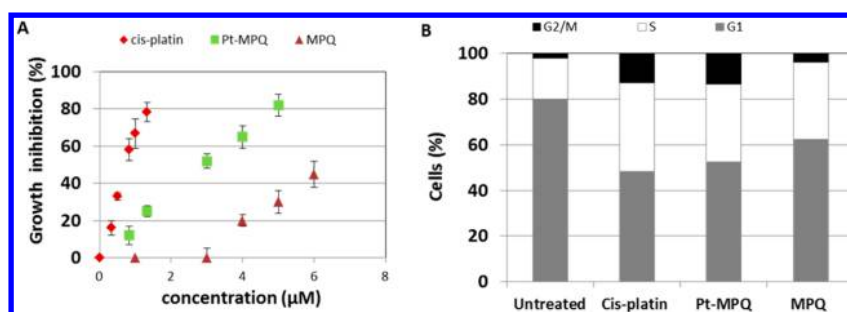 A
cis-platin Pt-MPQ MPQ
Growth inihibition (%)
100
80
60
40
20
0
0 2 4 6 8
concentration (µM)
B
G2/M S G1
Cells (%)
100
80
60
40
20
0
Untreated Cis-platin Pt-MPQ MPQ